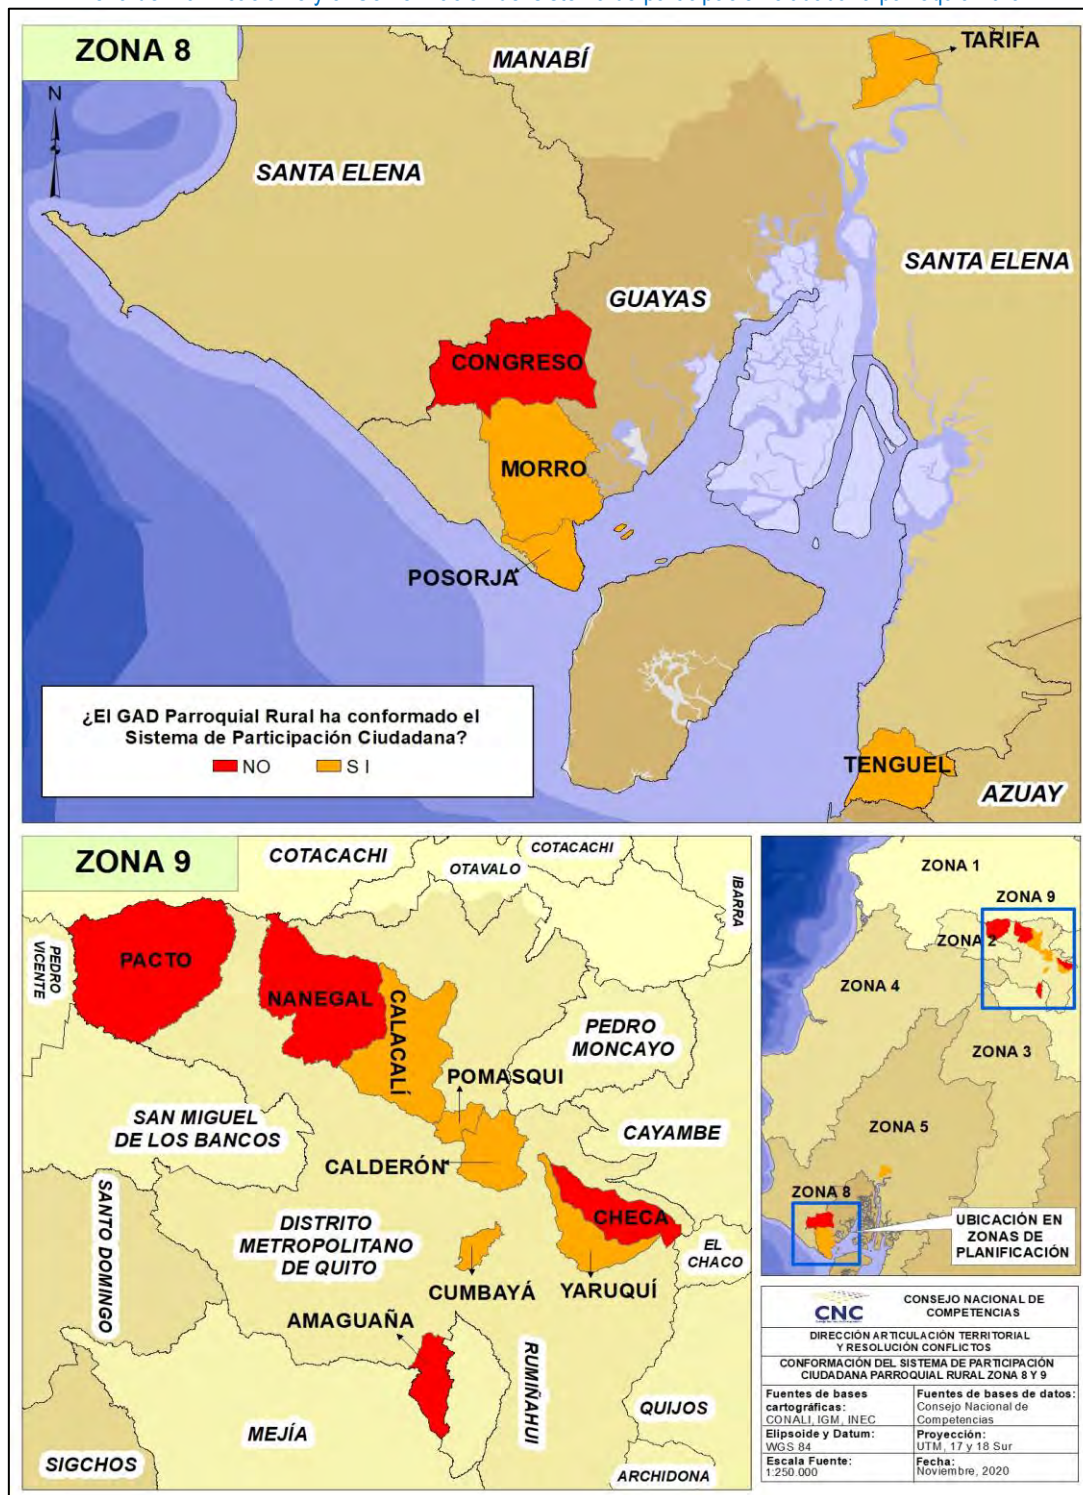 ZONA 8
N
MANABÍ
TARIFA
SANTA ELENA
SANTA ELENA
GUAYAS
CONGRESO
MORRO
POSORJA
¿El GAD Parroquial Rural ha conformado el
Sistema de Participación Ciudadana?
NO
SI
TENGUEL
AZUAY
ZONA 9
COTACACHI
OTAVALO
COTACACHI
IBARRA
PEDRO
VICENTE
PACTO
NANEGAL
CALACALÍ
PEDRO
MONCAYO
POMASQUI
SAN MIGUEL
DE LOS BANCOS
CAYAMBE
CALDERÓN
SANTO DOMINGO
DISTRITO
METROPOLITANO
DE QUITO
CHECA
EL
CHACO
CUMBAYÁ
YARUQUÍ
AMAGUAÑA
RUMIÑAHUI
MEJÍA
QUIJOS
SIGCHOS
ARCHIDONA
ZONA 1
ZONA 9
ZONA 2
ZONA 4
ZONA 3
ZONA 5
ZONA 8
UBICACIÓN EN
ZONAS DE
PLANIFICACIÓN
CNC
CONSEJO NACIONAL DE
COMPETENCIAS
DIRECCIÓN ARTICULACIÓN TERRITORIAL
Y RESOLUCIÓN CONFLICTOS
CONFORMACIÓN DEL SISTEMA DE PARTICIPACIÓN
CIUDADANA PARROQUIAL RURAL ZONA 8 Y 9
Fuentes de bases
cartográficas:
CONALI, IGM, INEC
Fuentes de bases de datos:
Consejo Nacional de
Competencias
Elipsoide y Datum:
WGS 84
Proyección:
UTM, 17 y 18 Sur
Escala Fuente:
1:250.000
Fecha:
Noviembre, 2020